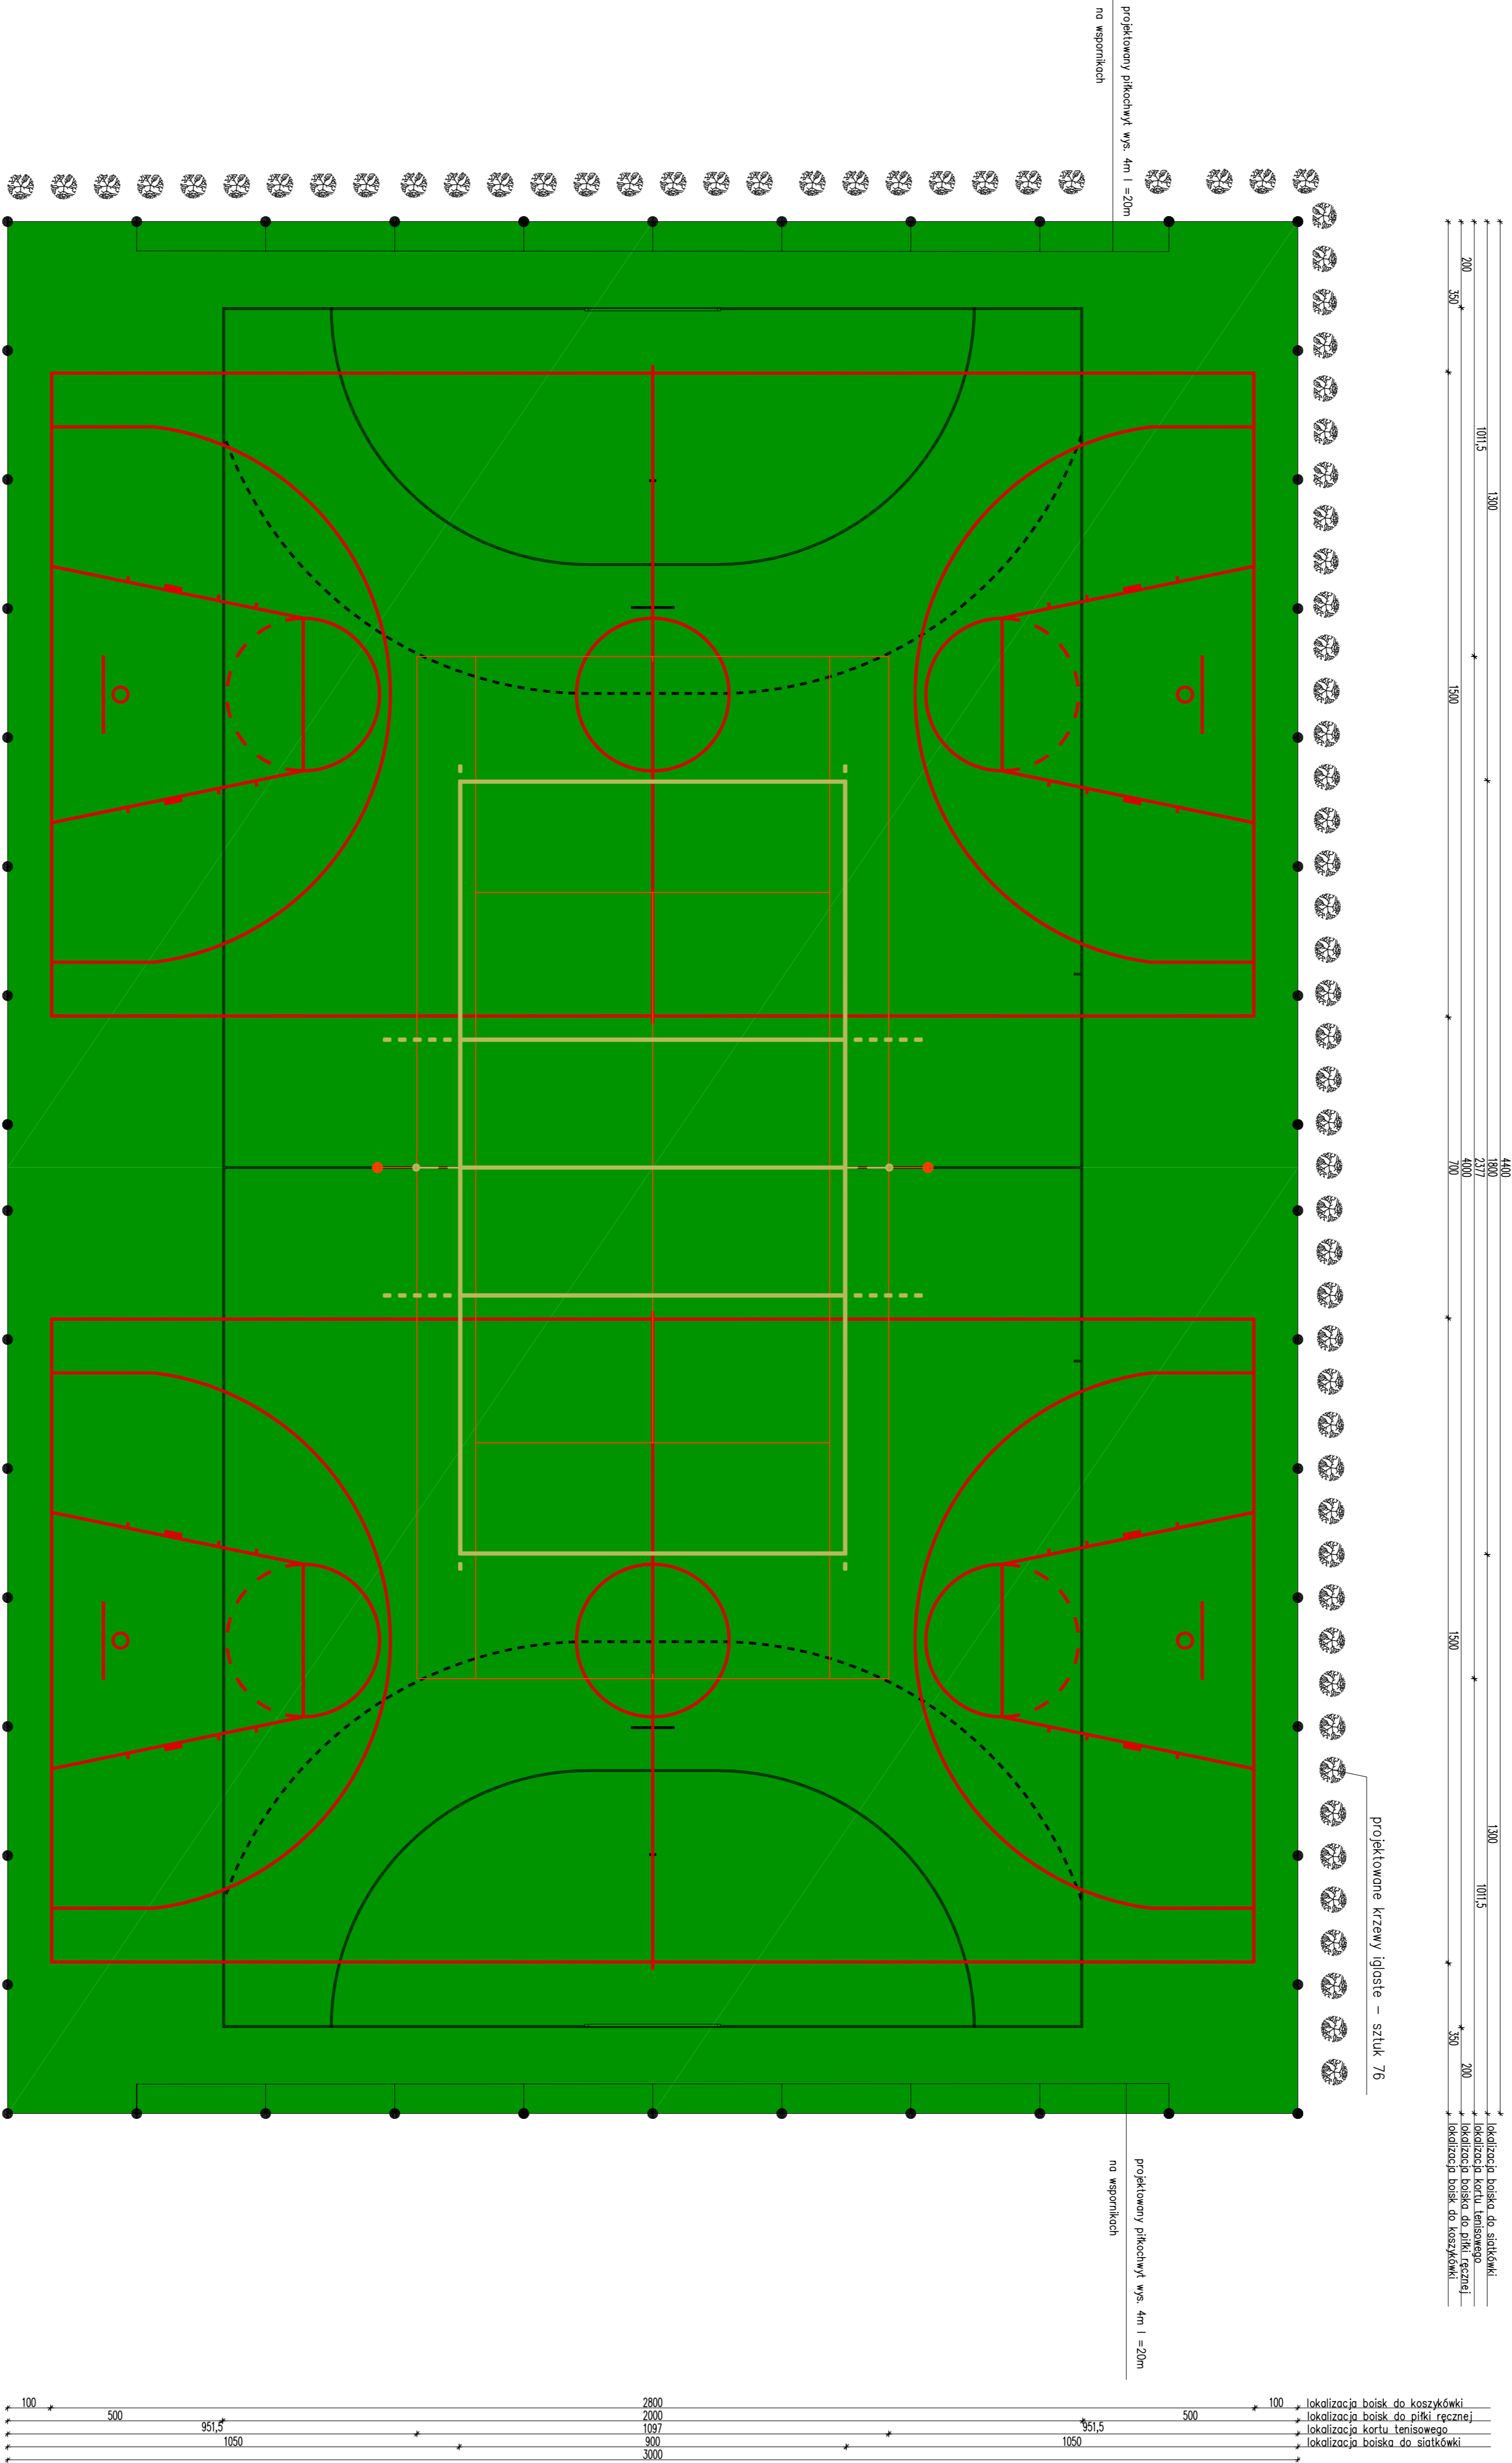 projektowany piłkochwyt wys. 4m l =20m
na wspornikach
4400
1300
1800
1300
lokalizacja boiska do siatkówki
1011,5
2377
1011,5
lokalizacja kortu tenisowego
200
4000
200
lokalizacja boiska do piłki ręcznej
350
1500
700
1500
350
lokalizacja boisk do koszykówki
projektowane krzewy iglaste – sztuk 76
projektowany piłkochwyt wys. 4m l =20m
na wspornikach
100
2800
100
lokalizacja boisk do koszykówki
500
2000
500
lokalizacja boisk do piłki ręcznej
951,5
1097
951,5
lokalizacja kortu tenisowego
1050
900
1050
lokalizacja boiska do siatkówki
3000